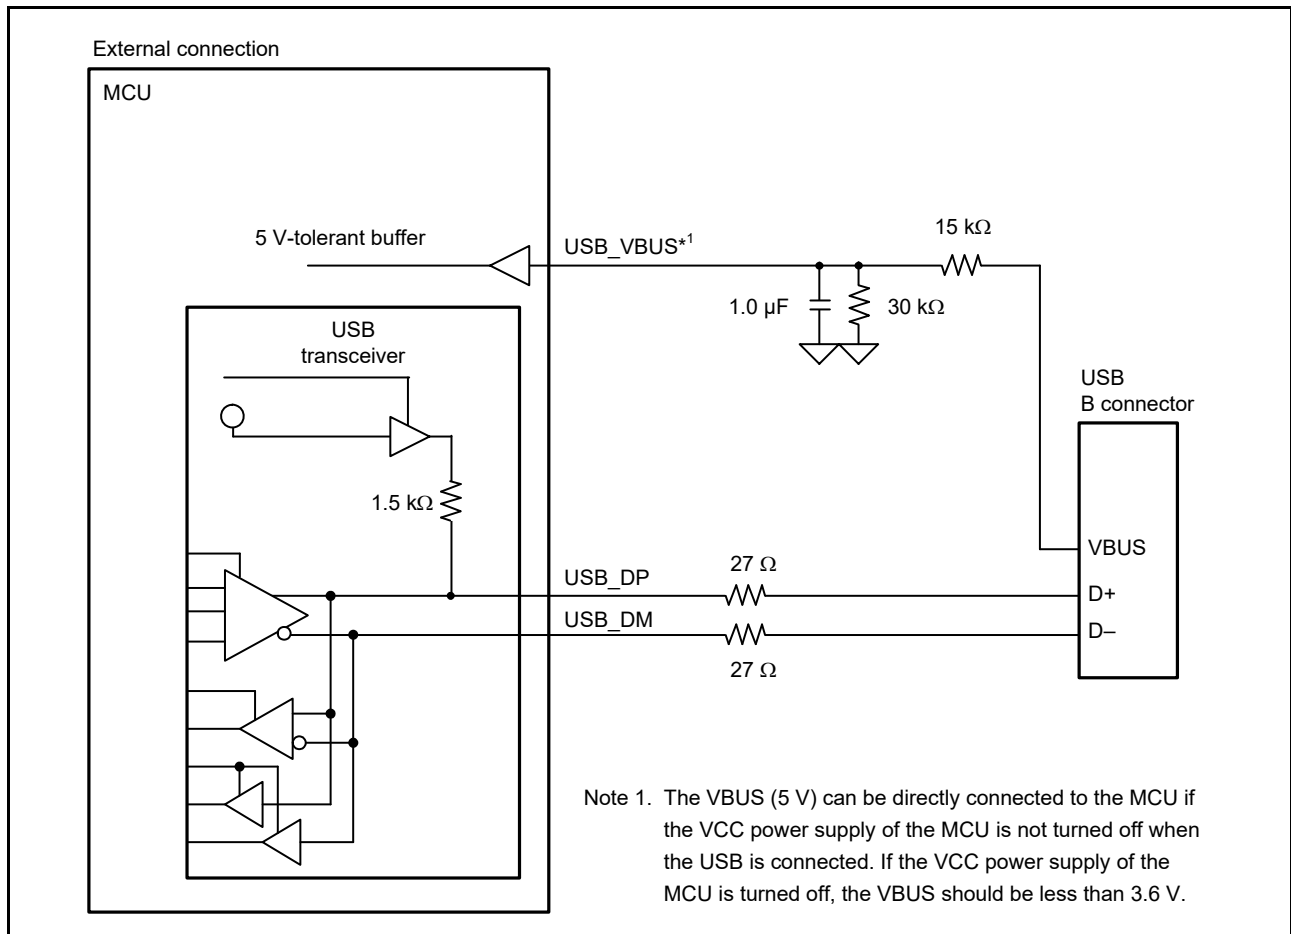 External connection
MCU
5 V-tolerant buffer
USB_VBUS*1
15 kΩ
1.0 µF
30 kΩ
USB
transceiver
USB
B connector
1.5 kΩ
VBUS
USB_DP
27 Ω
D+
USB_DM
27 Ω
D–
Note 1. The VBUS (5 V) can be directly connected to the MCU if
the VCC power supply of the MCU is not turned off when
the USB is connected. If the VCC power supply of the
MCU is turned off, the VBUS should be less than 3.6 V.